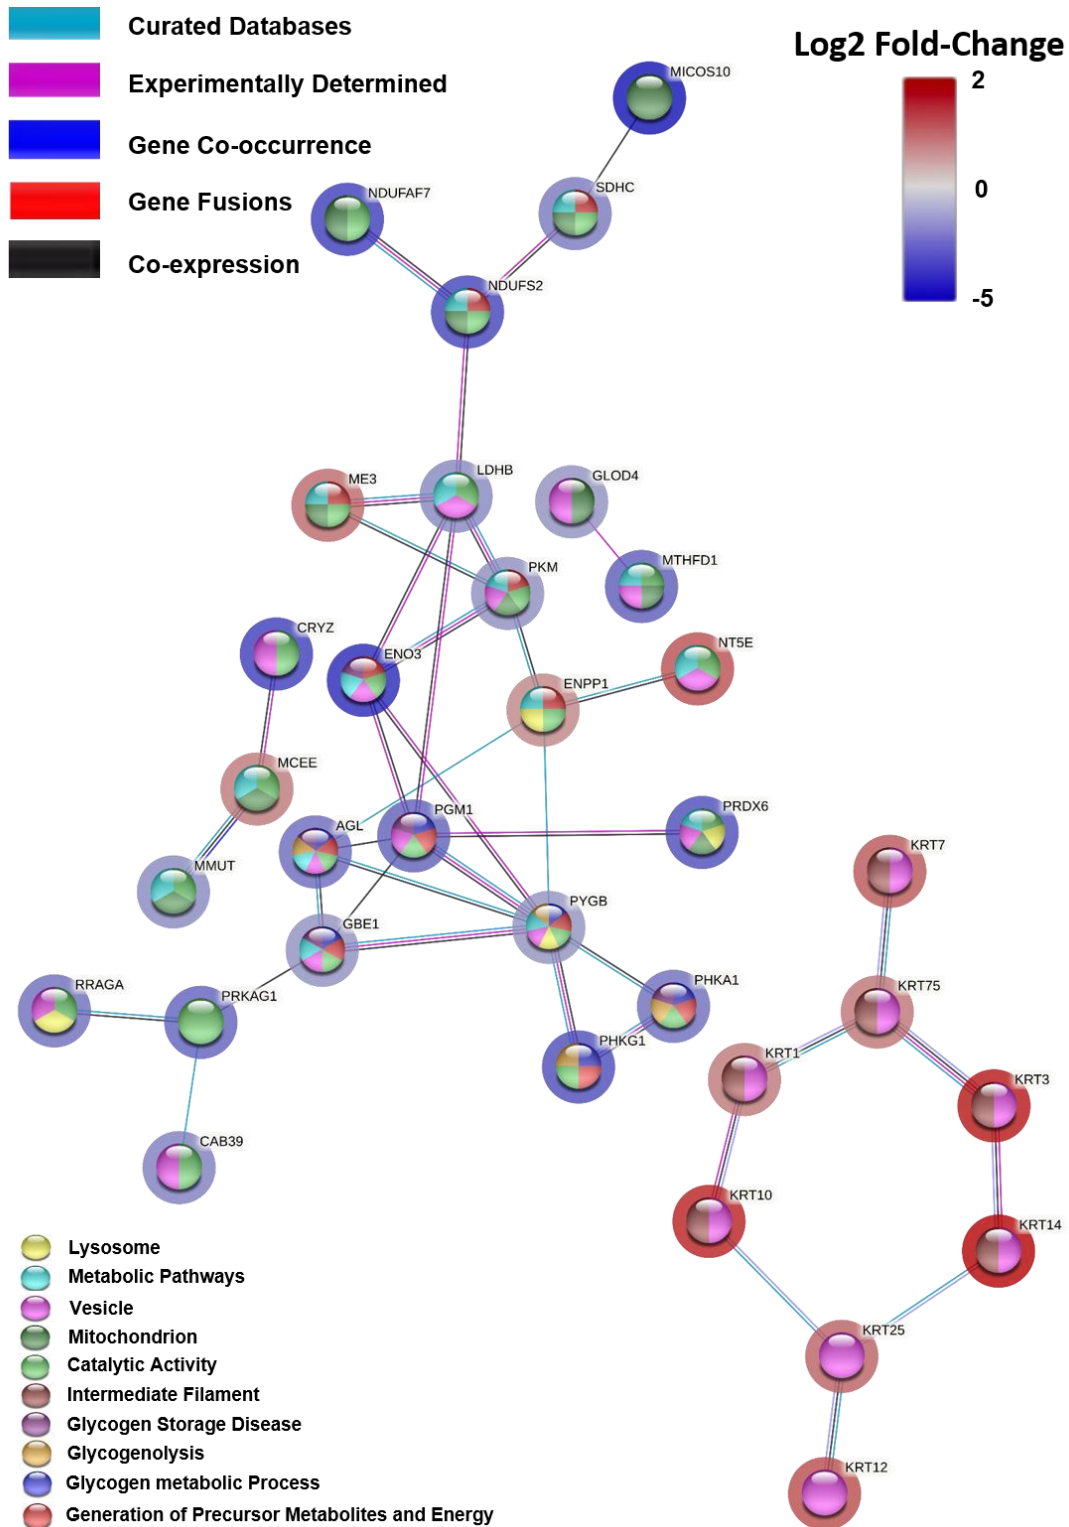 Curated Databases
Experimentally Determined
Gene Co-occurrence
Gene Fusions
Co-expression
Log2 Fold-Change
2
0
-5
MICOS10
SDHC
NDUFAF7
NDUFS2
ME3
LDHB
GLOD4
PKM
MTHFD1
CRYZ
ENO3
NT5E
ENPP1
MCEE
PGM1
PRDX6
AGL
MMUT
KRT7
PYGB
GBE1
RRAGA
PRKAG1
PHKA1
KRT75
PHKG1
KRT1
KRT3
CAB39
KRT10
KRT14
KRT25
KRT12
Lysosome
Metabolic Pathways
Vesicle
Mitochondrion
Catalytic Activity
Intermediate Filament
Glycogen Storage Disease
Glycogenolysis
Glycogen metabolic Process
Generation of Precursor Metabolites and Energy